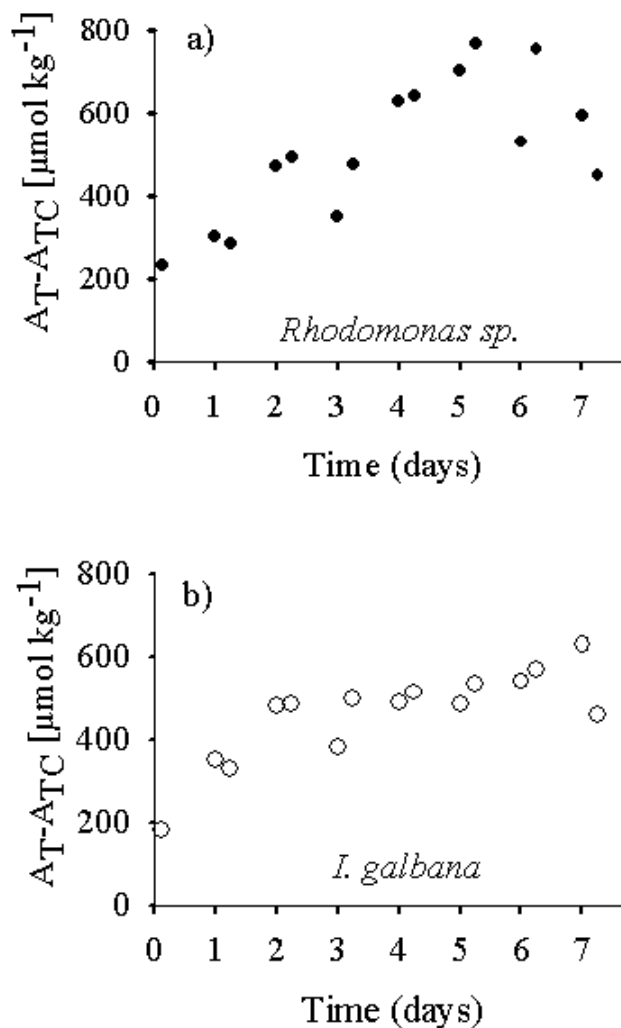 a)
AT-ATC [µmol kg-1]
800
600
400
200
0
Rhodomonas sp.
0 1 2 3 4 5 6 7
Time (days)
b)
AT-ATC [µmol kg-1]
800
600
400
200
0
I. galbana
0 1 2 3 4 5 6 7
Time (days)